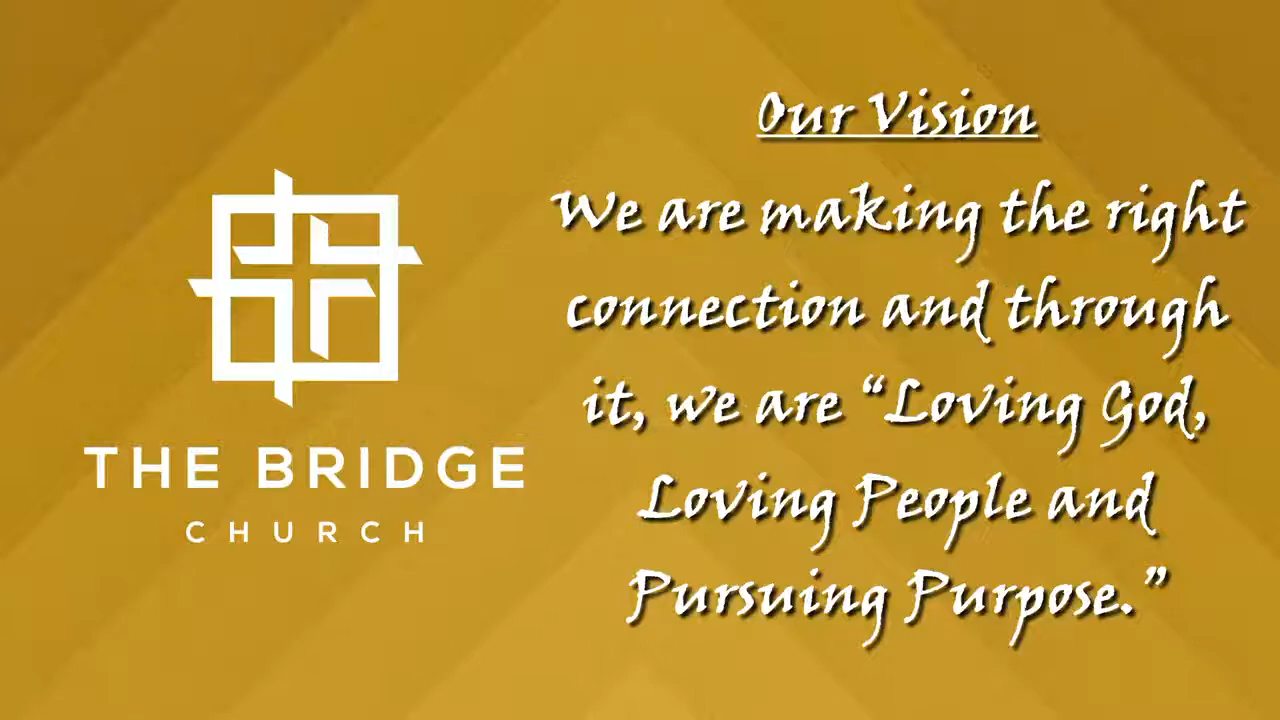 THE BRIDGE
CHURCH
Our Vision
We are making the right
connection and through
it, we are “Loving God,
Loving People and
Pursuing Purpose.”